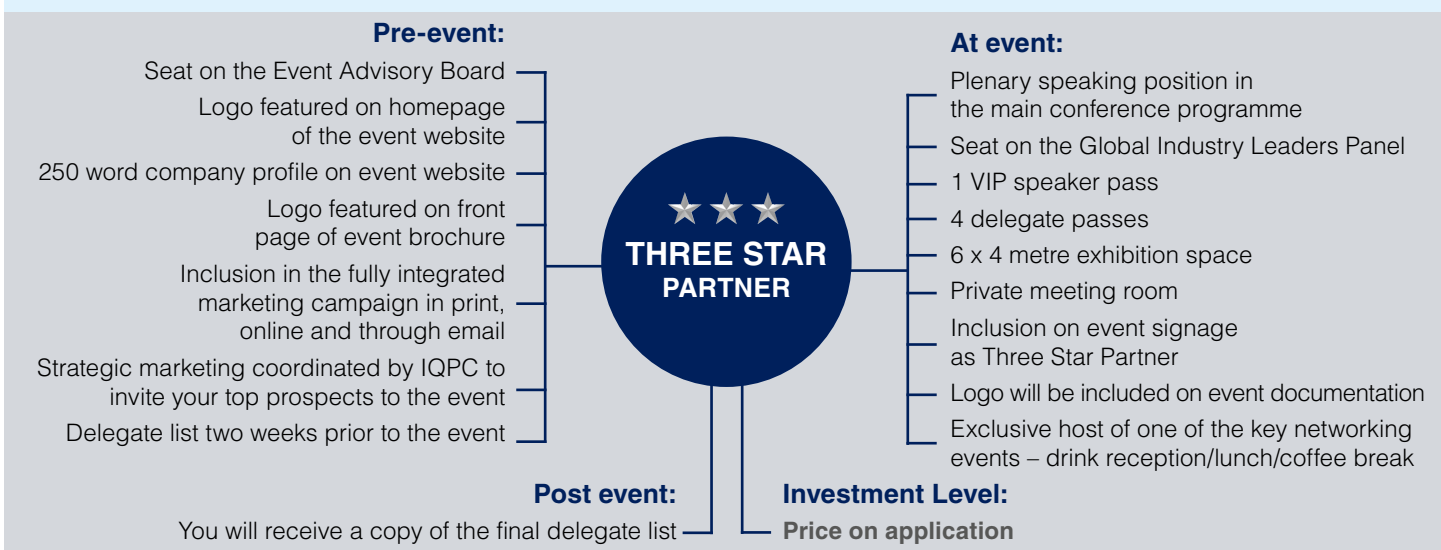 Pre-event:
Seat on the Event Advisory Board
Logo featured on homepage
of the event website
250 word company profile on event website
Logo featured on front
page of event brochure
Inclusion in the fully integrated
marketing campaign in print,
online and through email
Strategic marketing coordinated by IQPC to
invite your top prospects to the event
Delegate list two weeks prior to the event
THREE STAR
PARTNER
At event:
Plenary speaking position in
the main conference programme
Seat on the Global Industry Leaders Panel
1 VIP speaker pass
4 delegate passes
6 x 4 metre exhibition space
Private meeting room
Inclusion on event signage
as Three Star Partner
Logo will be included on event documentation
Exclusive host of one of the key networking
events – drink reception/lunch/coffee break
Post event:
You will receive a copy of the final delegate list
Investment Level:
Price on application